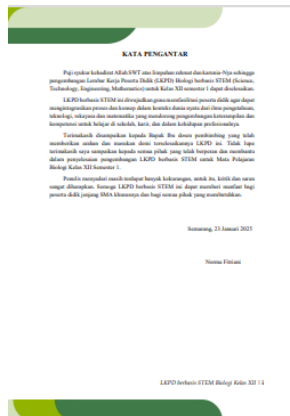 KATA PENGANTAR
Puji syukur kehadirat Allah SWT atas limpahan rahmat dan karunia-Nya sehingga
pengembangan Lembar Kerja Peserta Didik (LKPD) Biologi berbasis STEM (Science,
Technology, Engineering, Mathematics) untuk Kelas XII semester 1 dapat diselesaikan.
LKPD berbasis STEM ini diwujudkan guna memfasilitasi peserta didik agar dapat
mengintegrasikan proses dan konsep dalam konteks dunia nyata dari ilmu pengetahuan,
teknologi, rekayasa dan matematika yang mendorong pengembangan keterampilan dan
kompetensi untuk belajar di sekolah, karir, dan dalam kehidupan profesionalnya.
Terimakasih disampaikan kepada Bapak Ibu dosen pembimbing yang telah
memberikan arahan dan masukan demi terselesaikannya LKPD ini. Tidak lupa
terimakasih saya sampaikan kepada semua pihak yang telah berperan dan membantu
dalam penyelesaian pengembangan LKPD berbasis STEM untuk Mata Pelajaran
Biologi Kelas XII Semester 1.
Penulis menyadari masih terdapat banyak kekurangan, untuk itu, kritik dan saran
sangat diharapkan. Semoga LKPD berbasis STEM ini dapat memberi manfaat bagi
peserta didik jenjang SMA khususnya dan bagi semua pihak yang membutuhkan.
Semarang, 23 Januari 2023
Norma Fitriani
LKPD berbasis STEM Biologi Kelas XII | i